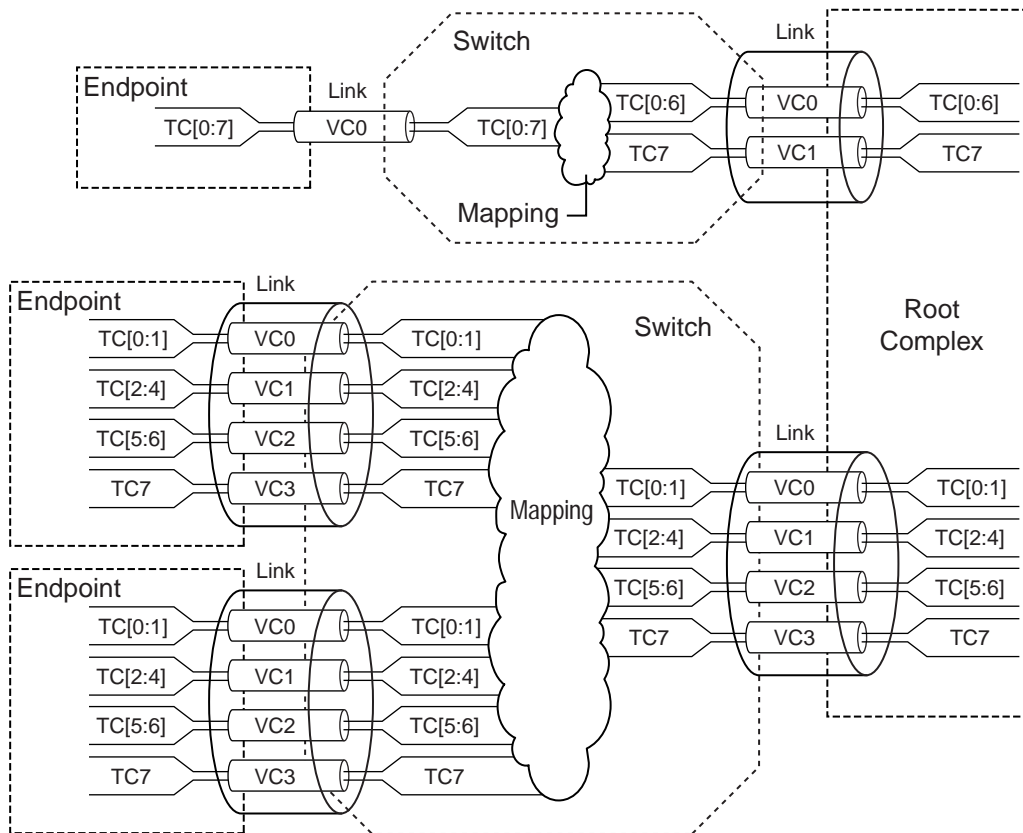 Link
Switch
Endpoint
Link
TC[0:7]
VC0
TC[0:7]
TC[0:6]
VC0
TC[0:6]
TC7
VC1
TC7
Mapping
Link
Endpoint
TC[0:1]
VC0
TC[0:1]
TC[2:4]
VC1
TC[2:4]
TC[5:6]
VC2
TC[5:6]
TC7
VC3
TC7
Switch
Root
Complex
Mapping
Link
TC[0:1]
VC0
TC[0:1]
TC[2:4]
VC1
TC[2:4]
TC[5:6]
VC2
TC[5:6]
TC7
VC3
TC7
Link
Endpoint
TC[0:1]
VC0
TC[0:1]
TC[2:4]
VC1
TC[2:4]
TC[5:6]
VC2
TC[5:6]
TC7
VC3
TC7